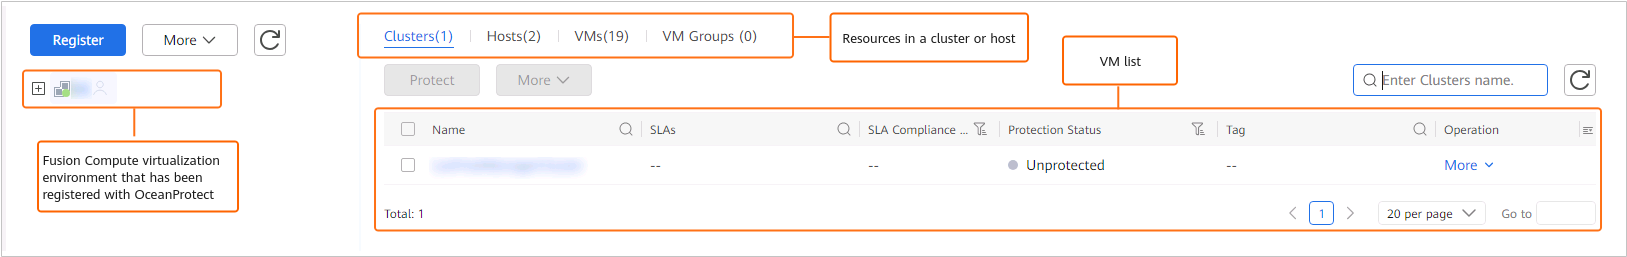 Register
More
Clusters(1)
Hosts(2)
VMs(19)
VM Groups (0)
Resources in a cluster or host
VM list
Protect
More
Enter Clusters name.
Fusion Compute virtualization
environment that has been
registered with OceanProtect
Name
SLAs
SLA Compliance ...
Protection Status
Tag
Operation
--
--
Unprotected
--
More
Total: 1
1
20 per page
Go to